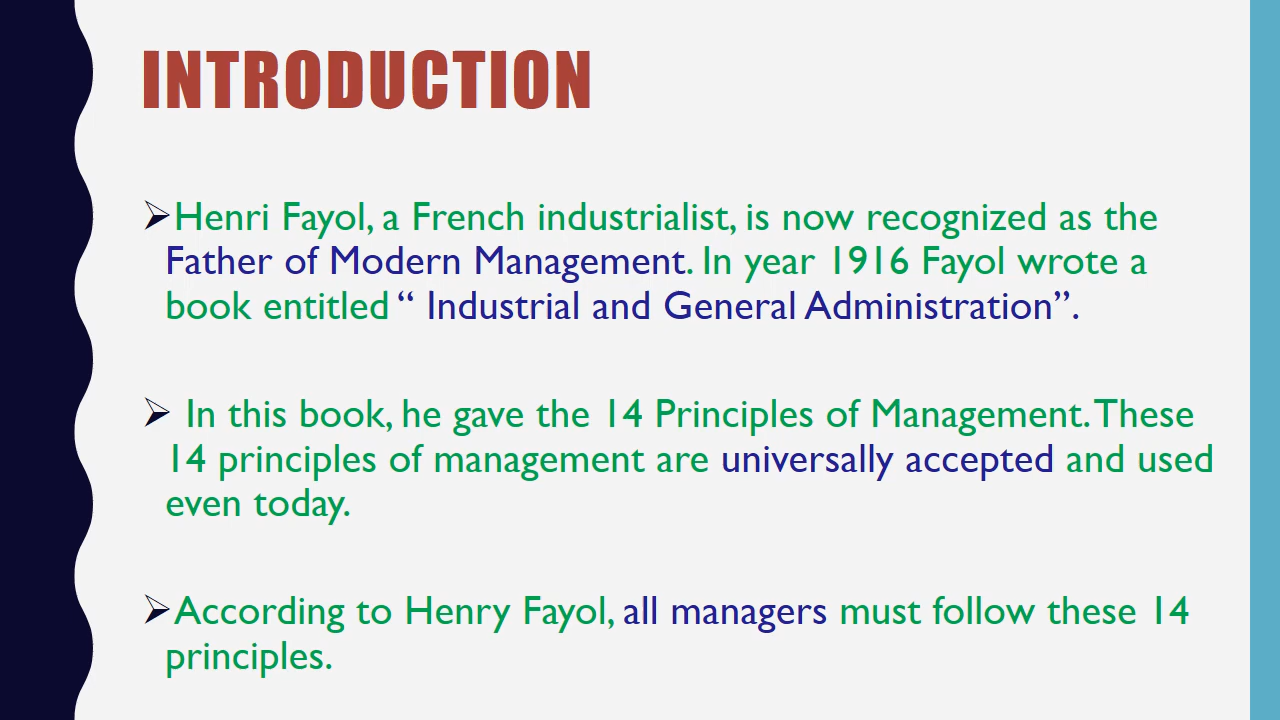 INTRODUCTION
➢Henri Fayol, a French industrialist, is now recognized as the
Father of Modern Management. In year 1916 Fayol wrote a
book entitled “ Industrial and General Administration”.
➢ In this book, he gave the 14 Principles of Management. These
14 principles of management are universally accepted and used
even today.
➢According to Henry Fayol, all managers must follow these 14
principles.